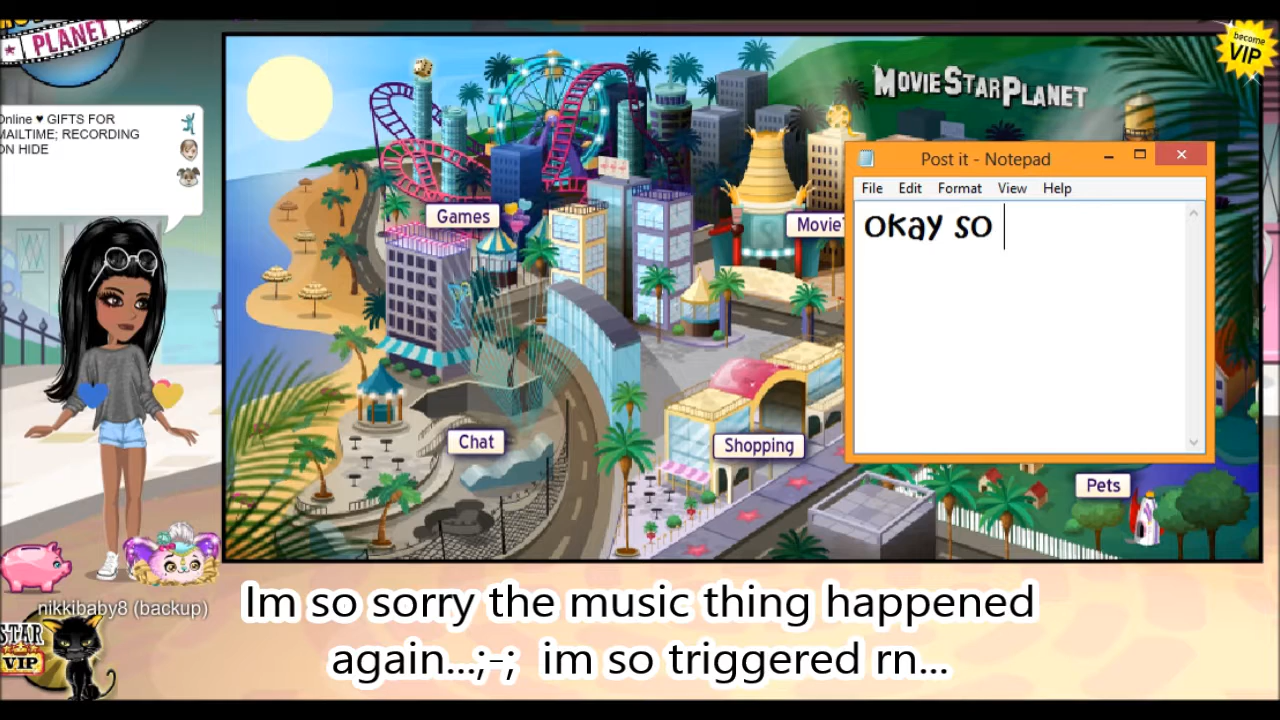 PLANET
become
VIP
MOVIESTARPLANET
Online ♥ GIFTS FOR
MAILTIME; RECORDING
ON HIDE
Post it - Notepad
File Edit Format View Help
Okay so
Games
Movie
Chat
Shopping
Pets
nikkibaby8 (backup)
STAR
VIP
Im so sorry the music thing happened
again...;-; im so triggered rn...